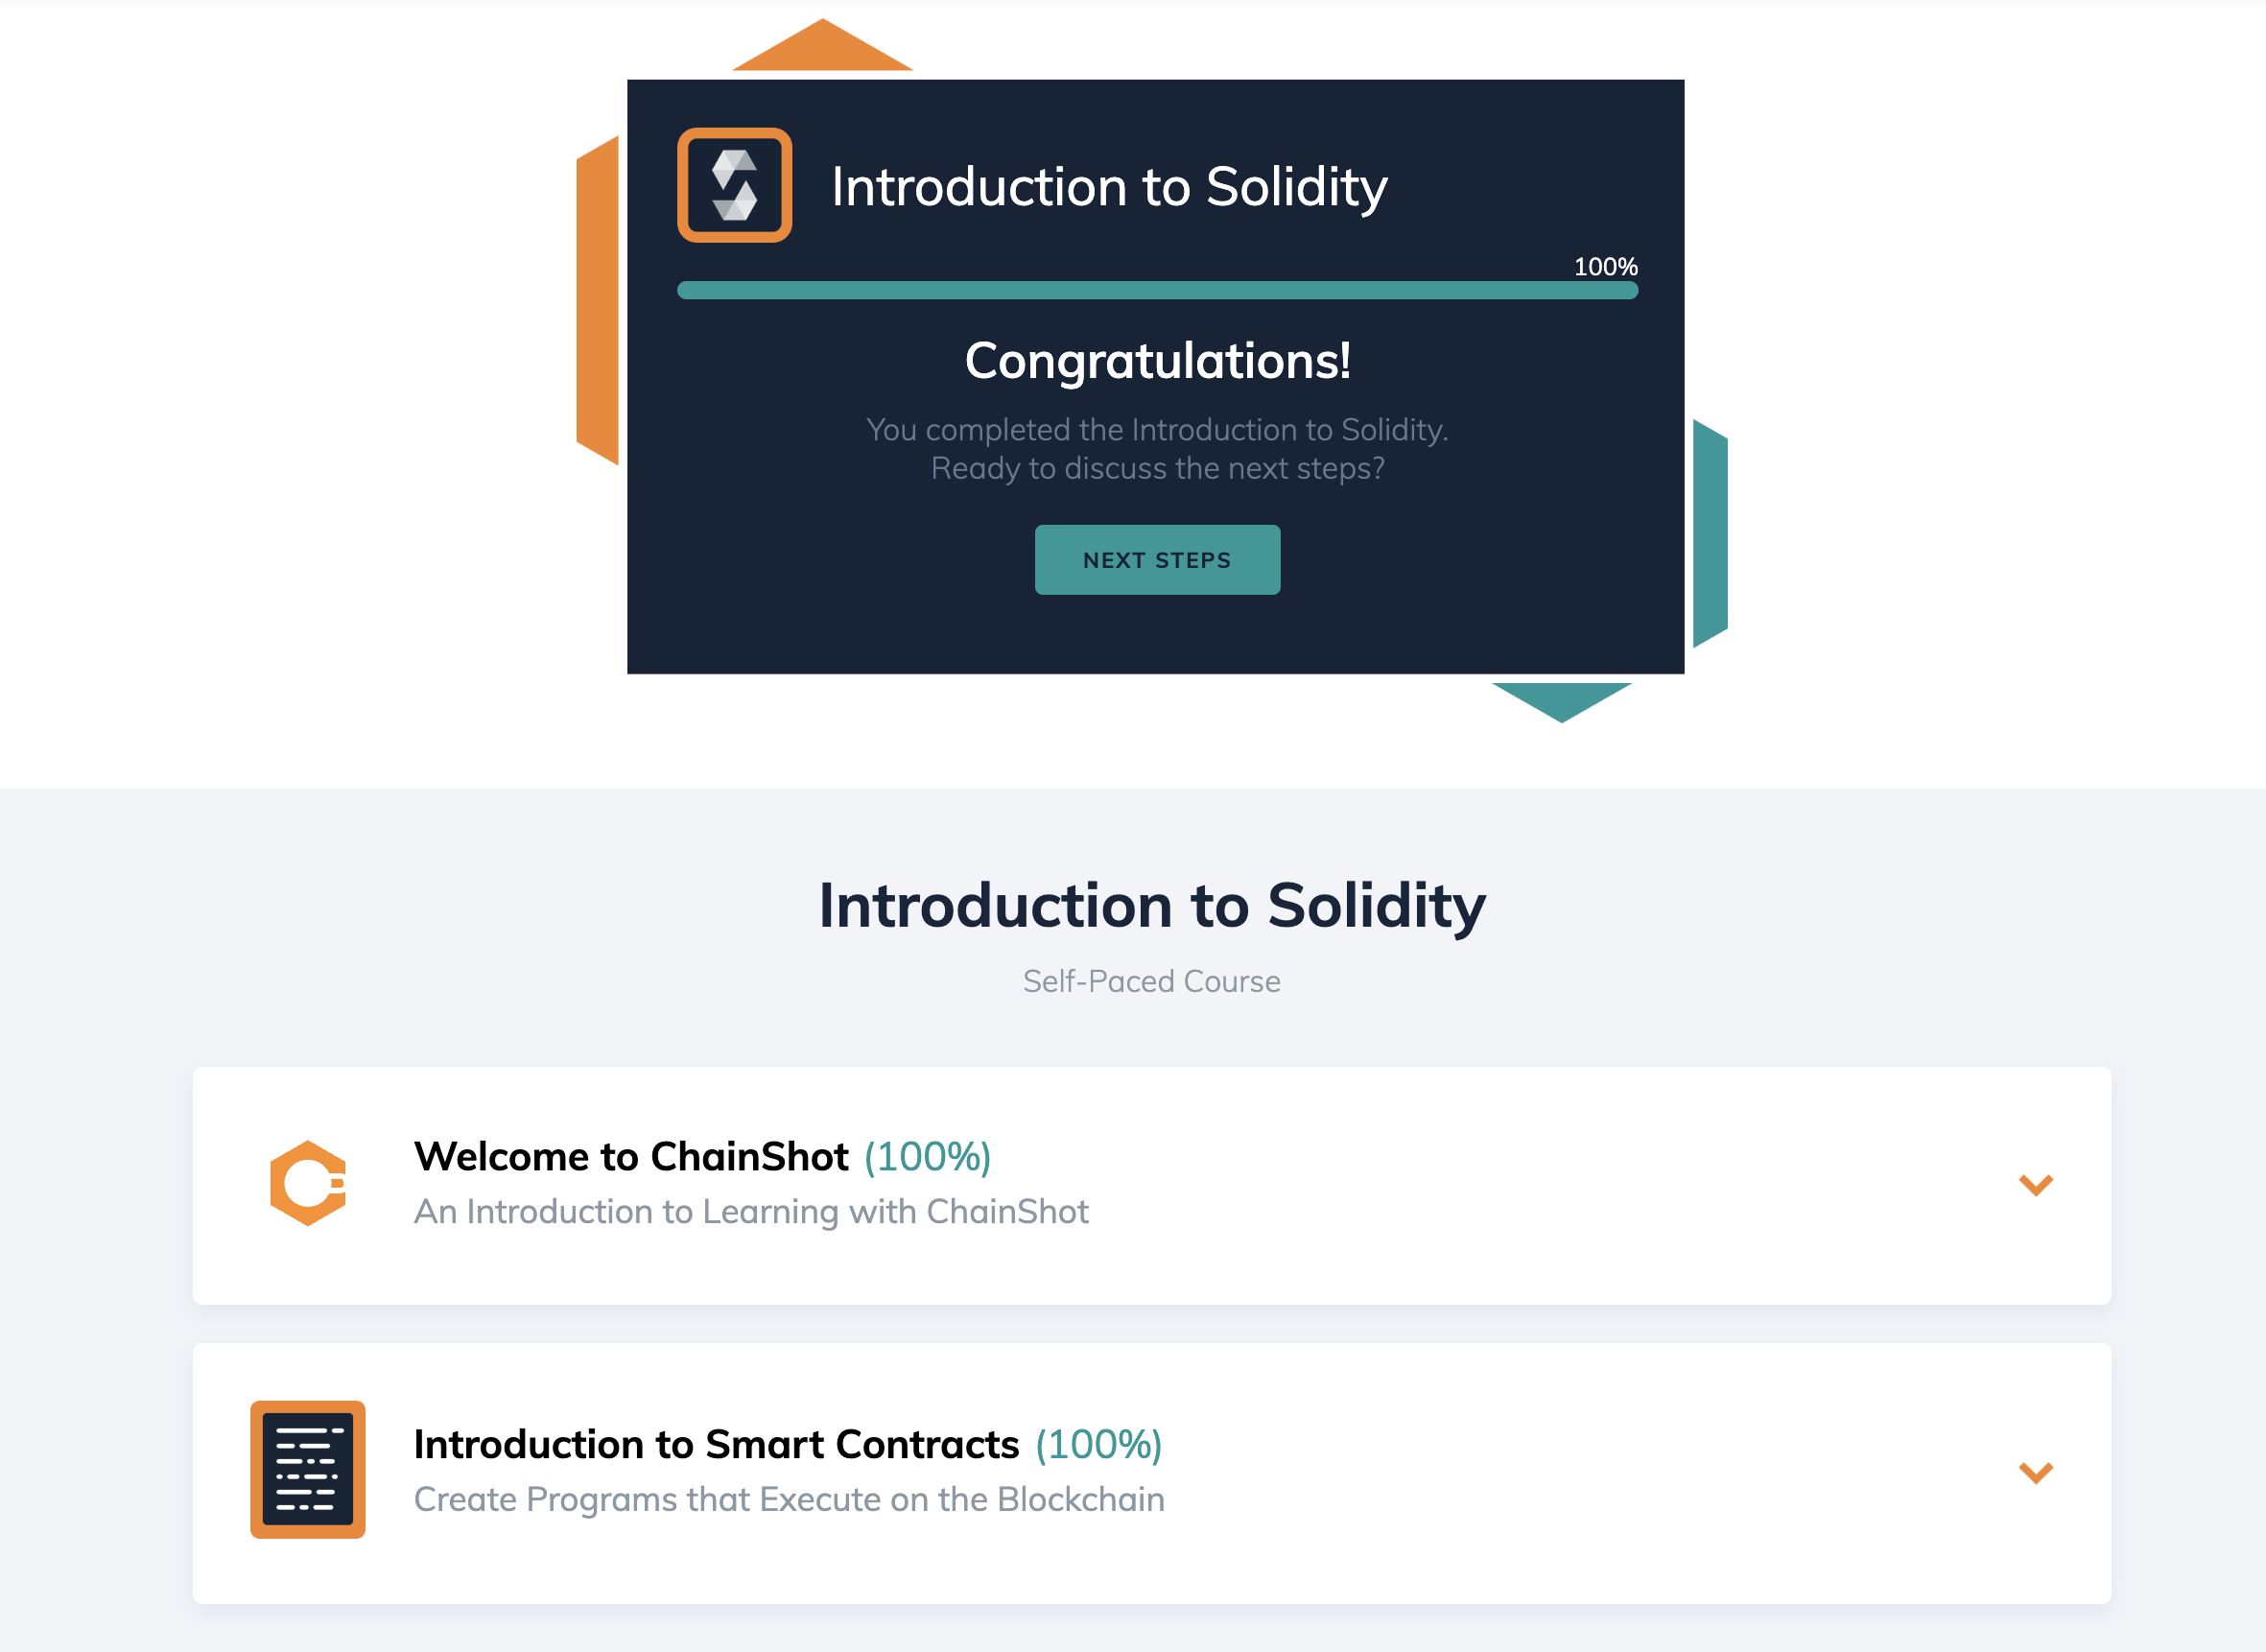 Introduction to Solidity
100%
Congratulations!
You completed the Introduction to Solidity.
Ready to discuss the next steps?
NEXT STEPS
Introduction to Solidity
Self-Paced Course
Welcome to ChainShot (100%)
An Introduction to Learning with ChainShot
Introduction to Smart Contracts (100%)
Create Programs that Execute on the Blockchain